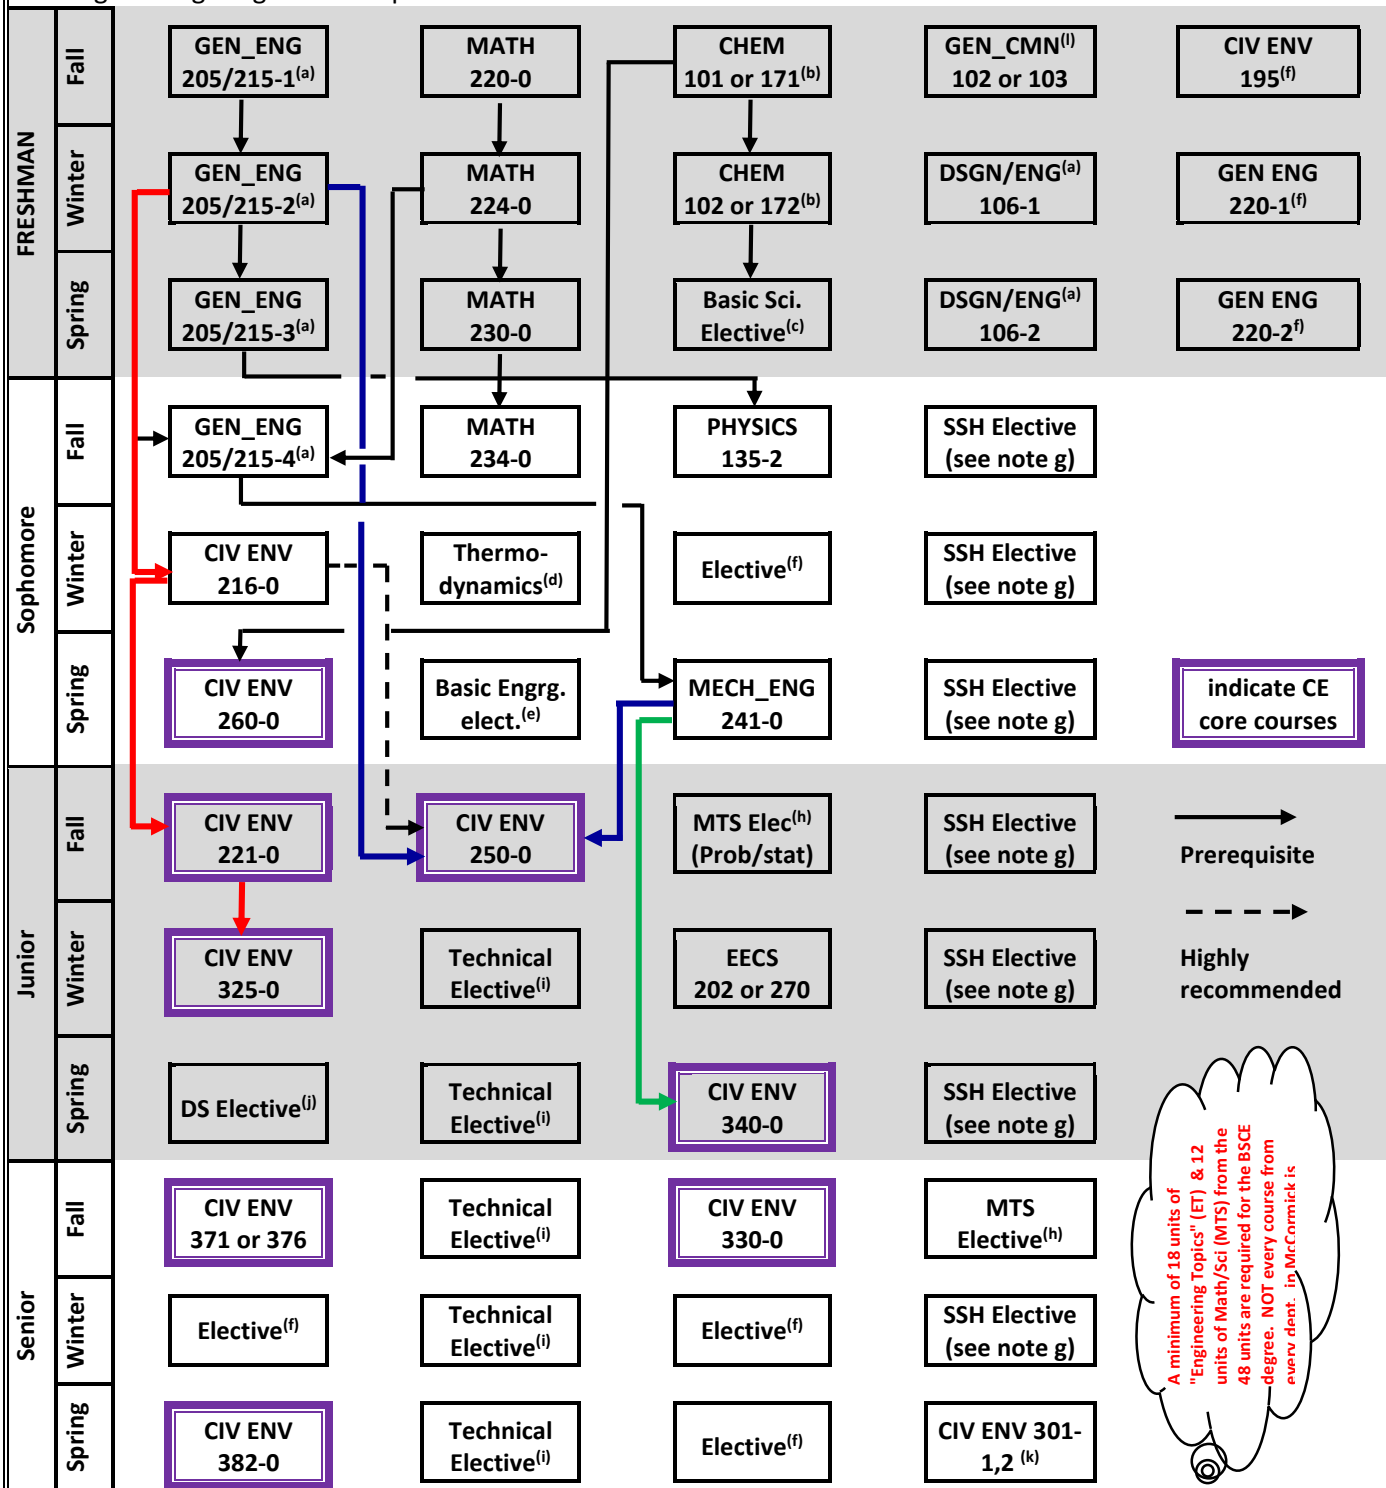 FRESHMAN
Fall
GEN_ENG
205/215-1(a)
MATH
220-0
CHEM
101 or 171(b)
GEN_CMN(l)
102 or 103
CIV ENV
195(f)
Winter
GEN_ENG
205/215-2(a)
MATH
224-0
CHEM
102 or 172(b)
DSGN/ENG(a)
106-1
GEN ENG
220-1(f)
Spring
GEN_ENG
205/215-3(a)
MATH
230-0
Basic Sci.
Elective(c)
DSGN/ENG(a)
106-2
GEN ENG
220-2f)
Sophomore
Fall
GEN_ENG
205/215-4(a)
MATH
234-0
PHYSICS
135-2
SSH Elective
(see note g)
Winter
CIV ENV
216-0
Thermo-
dynamics(d)
Elective(f)
SSH Elective
(see note g)
Spring
CIV ENV
260-0
Basic Engrg.
elect.(e)
MECH_ENG
241-0
SSH Elective
(see note g)
indicate CE
core courses
Junior
Fall
CIV ENV
221-0
CIV ENV
250-0
MTS Elec(h)
(Prob/stat)
SSH Elective
(see note g)
Prerequisite
Winter
CIV ENV
325-0
Technical
Elective(i)
EECS
202 or 270
SSH Elective
(see note g)
Highly
recommended
Spring
DS Elective(j)
Technical
Elective(i)
CIV ENV
340-0
SSH Elective
(see note g)
Senior
Fall
CIV ENV
371 or 376
Technical
Elective(i)
CIV ENV
330-0
MTS
Elective(h)
Winter
Elective(f)
Technical
Elective(i)
Elective(f)
SSH Elective
(see note g)
Spring
CIV ENV
382-0
Technical
Elective(i)
Elective(f)
CIV ENV 301-
1,2 (k)
A minimum of 18 units of
"Engineering Topics" (ET) & 12
units of Math/Sci (MTS) from the
48 units are required for the BSCE
degree. NOT every course from
every dept. in McCormick is